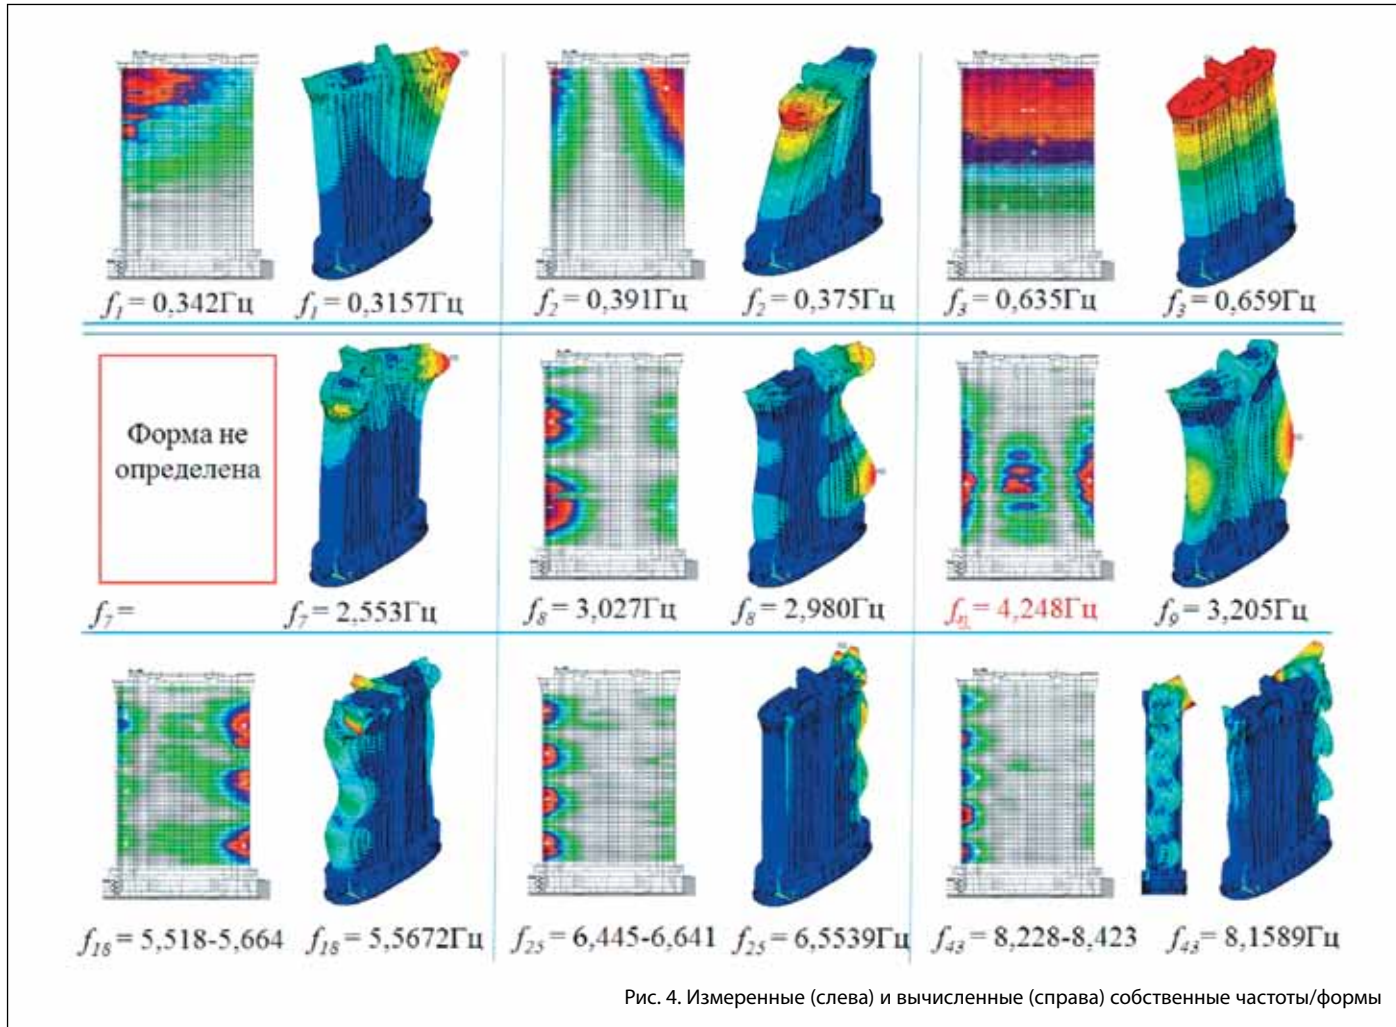 f₁ = 0,342Гц f₁ = 0,3157Гц f₂ = 0,391Гц f₂ = 0,375Гц f₃ = 0,635Гц f₃ = 0,659Гц
Форма не
определена
f₇ = f₇ = 2,553Гц f₈ = 3,027Гц f₈ = 2,980Гц = 4,248Гц f₉ = 3,205Гц
f₁₈ = 5,518-5,664 f₁₈ = 5,5672Гц f₂₅ = 6,445-6,641 f₂₅ = 6,5539Гц f₄₃ = 8,228-8,423 f₄₃ = 8,1589Гц
Рис. 4. Измеренные (слева) и вычисленные (справа) собственные частоты/формы